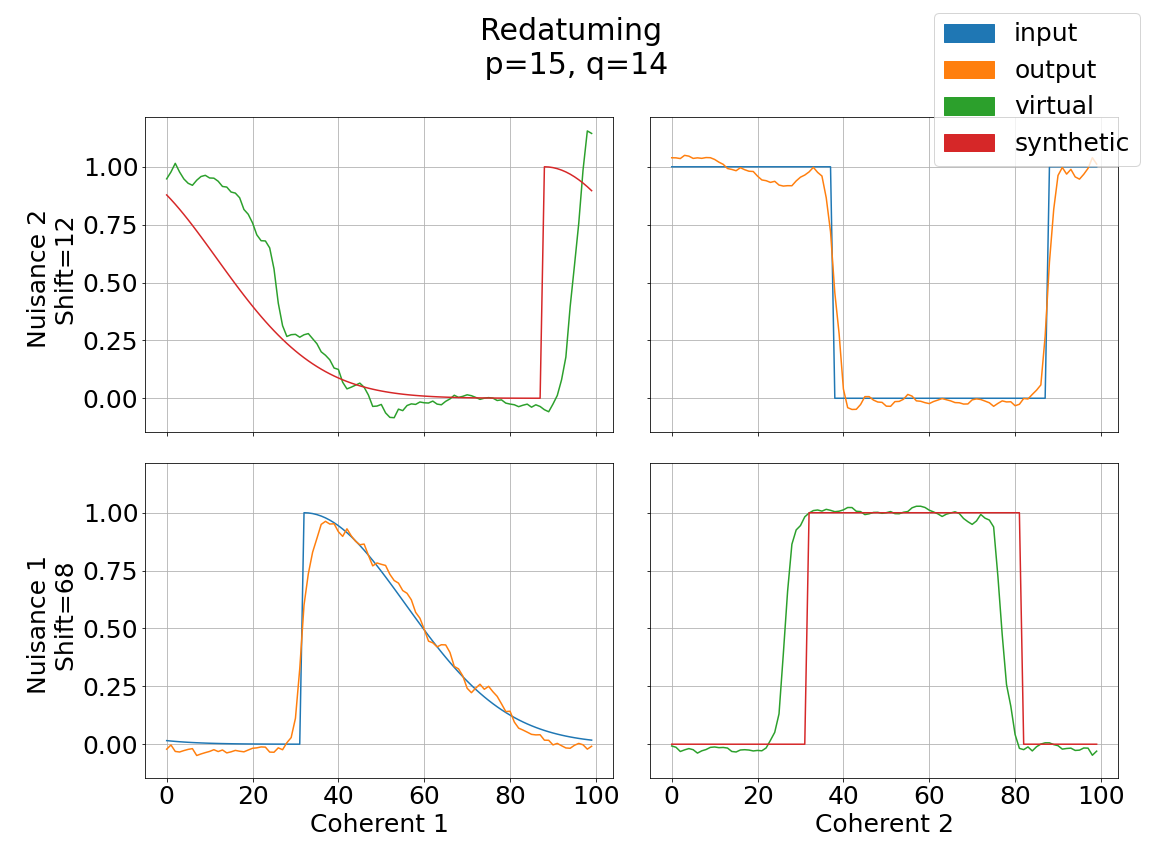 Redatuming
p=15, q=14
input
output
virtual
synthetic
Nuisance 2
Shift=12
1.00
0.75
0.50
0.25
0.00
Nuisance 1
Shift=68
1.00
0.75
0.50
0.25
0.00
0 20 40 60 80 100
Coherent 1
0 20 40 60 80 100
Coherent 2